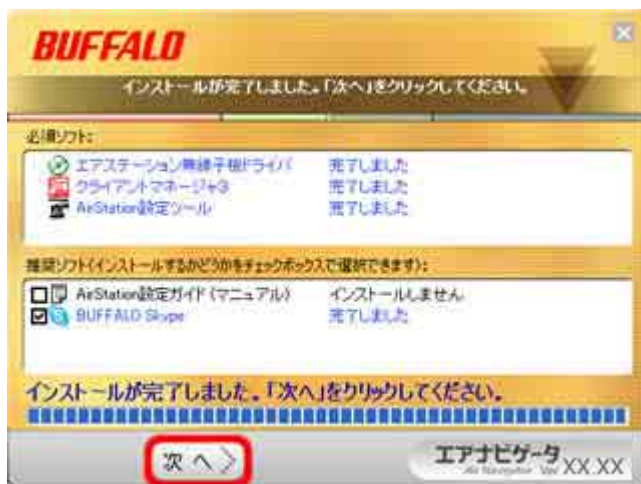 BUFFALO
インストールが完了しました。「次へ」をクリックしてください。
必須ソフト:
エアステーション無線子機ドライバ 完了しました
クライアントマネージャ3 完了しました
AirStation設定ツール 完了しました
推奨ソフト(インストールするかどうかをチェックボックスで選択できます):
AirStation設定ガイド(マニュアル) インストールしません
BUFFALO Skype 完了しました
インストールが完了しました。「次へ」をクリックしてください。
次へ
エアナビゲータ
Air Navigator Ver XX.XX